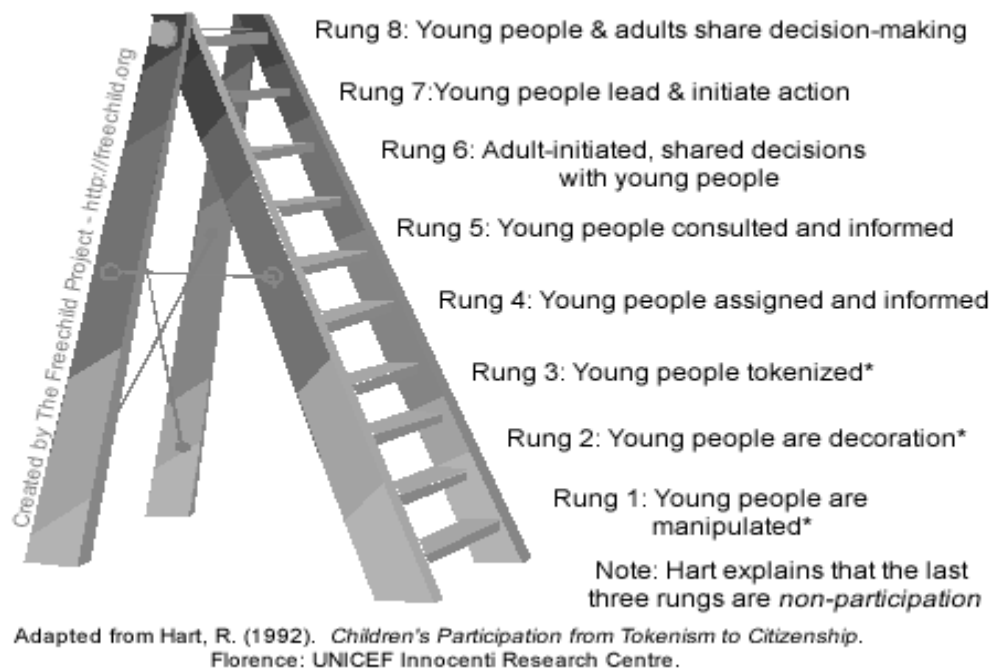 Rung 8: Young people & adults share decision-making
Rung 7:Young people lead & initiate action
Rung 6: Adult-initiated, shared decisions
with young people
Rung 5: Young people consulted and informed
Rung 4: Young people assigned and informed
Rung 3: Young people tokenized*
Rung 2: Young people are decoration*
Rung 1: Young people are
manipulated*
Note: Hart explains that the last
three rungs are non-participation
Created by The Freechild Project - http://freechild.org
Adapted from Hart, R. (1992). Children's Participation from Tokenism to Citizenship.
Florence: UNICEF Innocenti Research Centre.